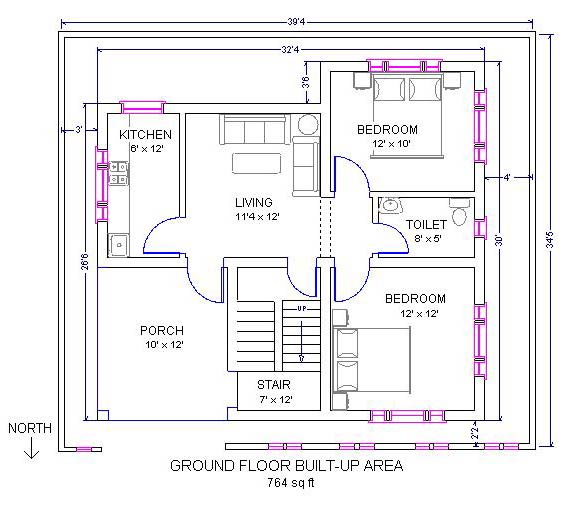 39'4
32'4
3'6
KITCHEN
6' x 12'
3'
BEDROOM
12' x 10'
4'
LIVING
11'4 x 12'
TOILET
8' x 5'
26'6
30'
34'5
BEDROOM
12' x 12'
UP
PORCH
10' x 12'
STAIR
7' x 12'
2'2
NORTH
GROUND FLOOR BUILT-UP AREA
764 sq ft